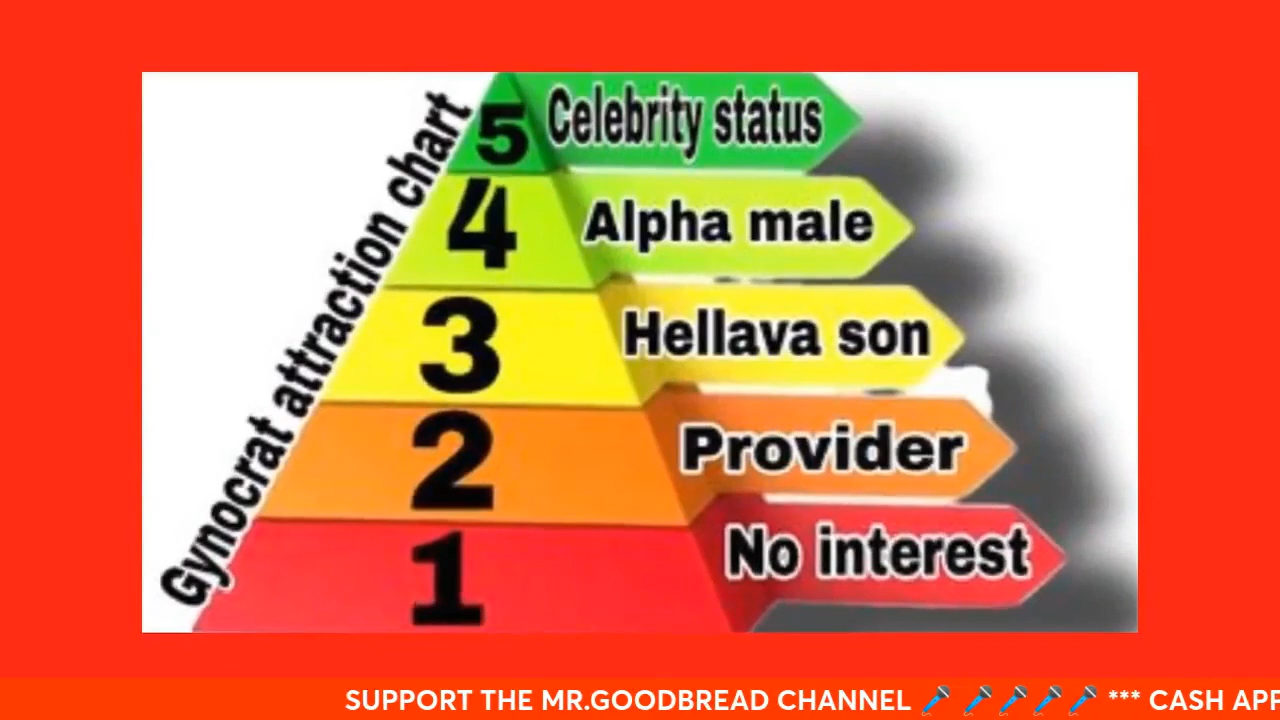 Gynocrat attraction chart
5 Celebrity status
4 Alpha male
3 Hellava son
2 Provider
1 No interest
SUPPORT THE MR.GOODBREAD CHANNEL 🎤 🎤🎤🎤🎤 *** CASH APP